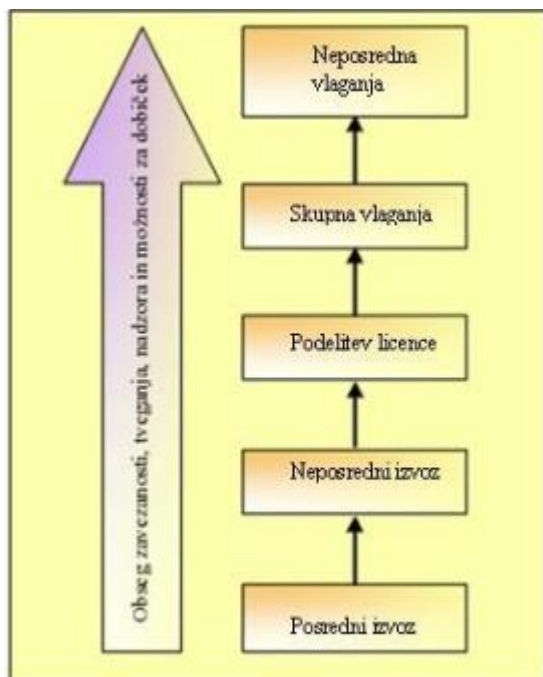 Obseg zavezanosti, tveganja, nadzora in možnosti za dobiček
Neposredna
vlaganja
Skupna vlaganja
Podelitev licence
Neposredni izvoz
Posredni izvoz